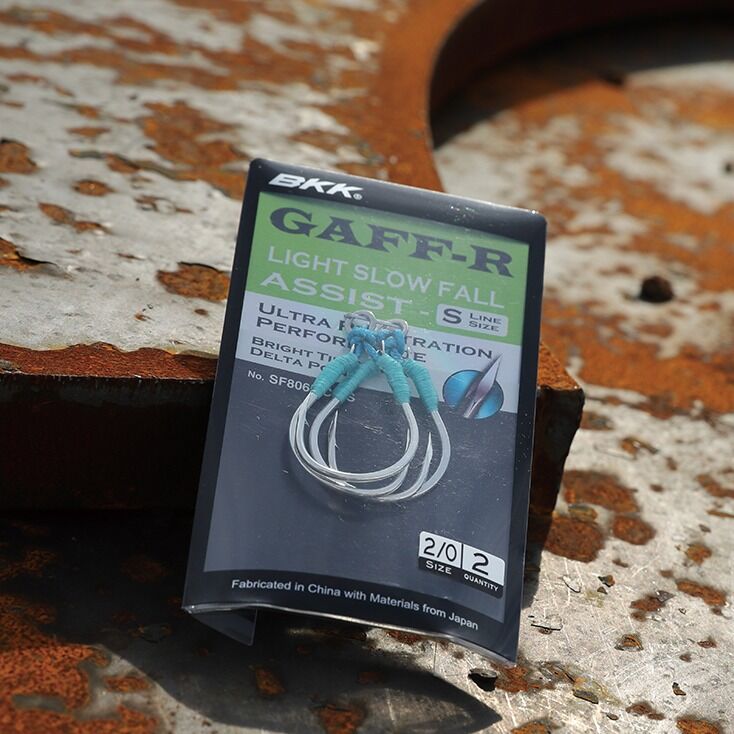 BKK®
GAFF-R
LIGHT SLOW FALL
ASSIST - S LINE SIZE
ULTRA
PERFOR
BRIGHT
DELTA
No. SF806
2/0 2
SIZE QUANTITY
Fabricated in China with Materials from Japan